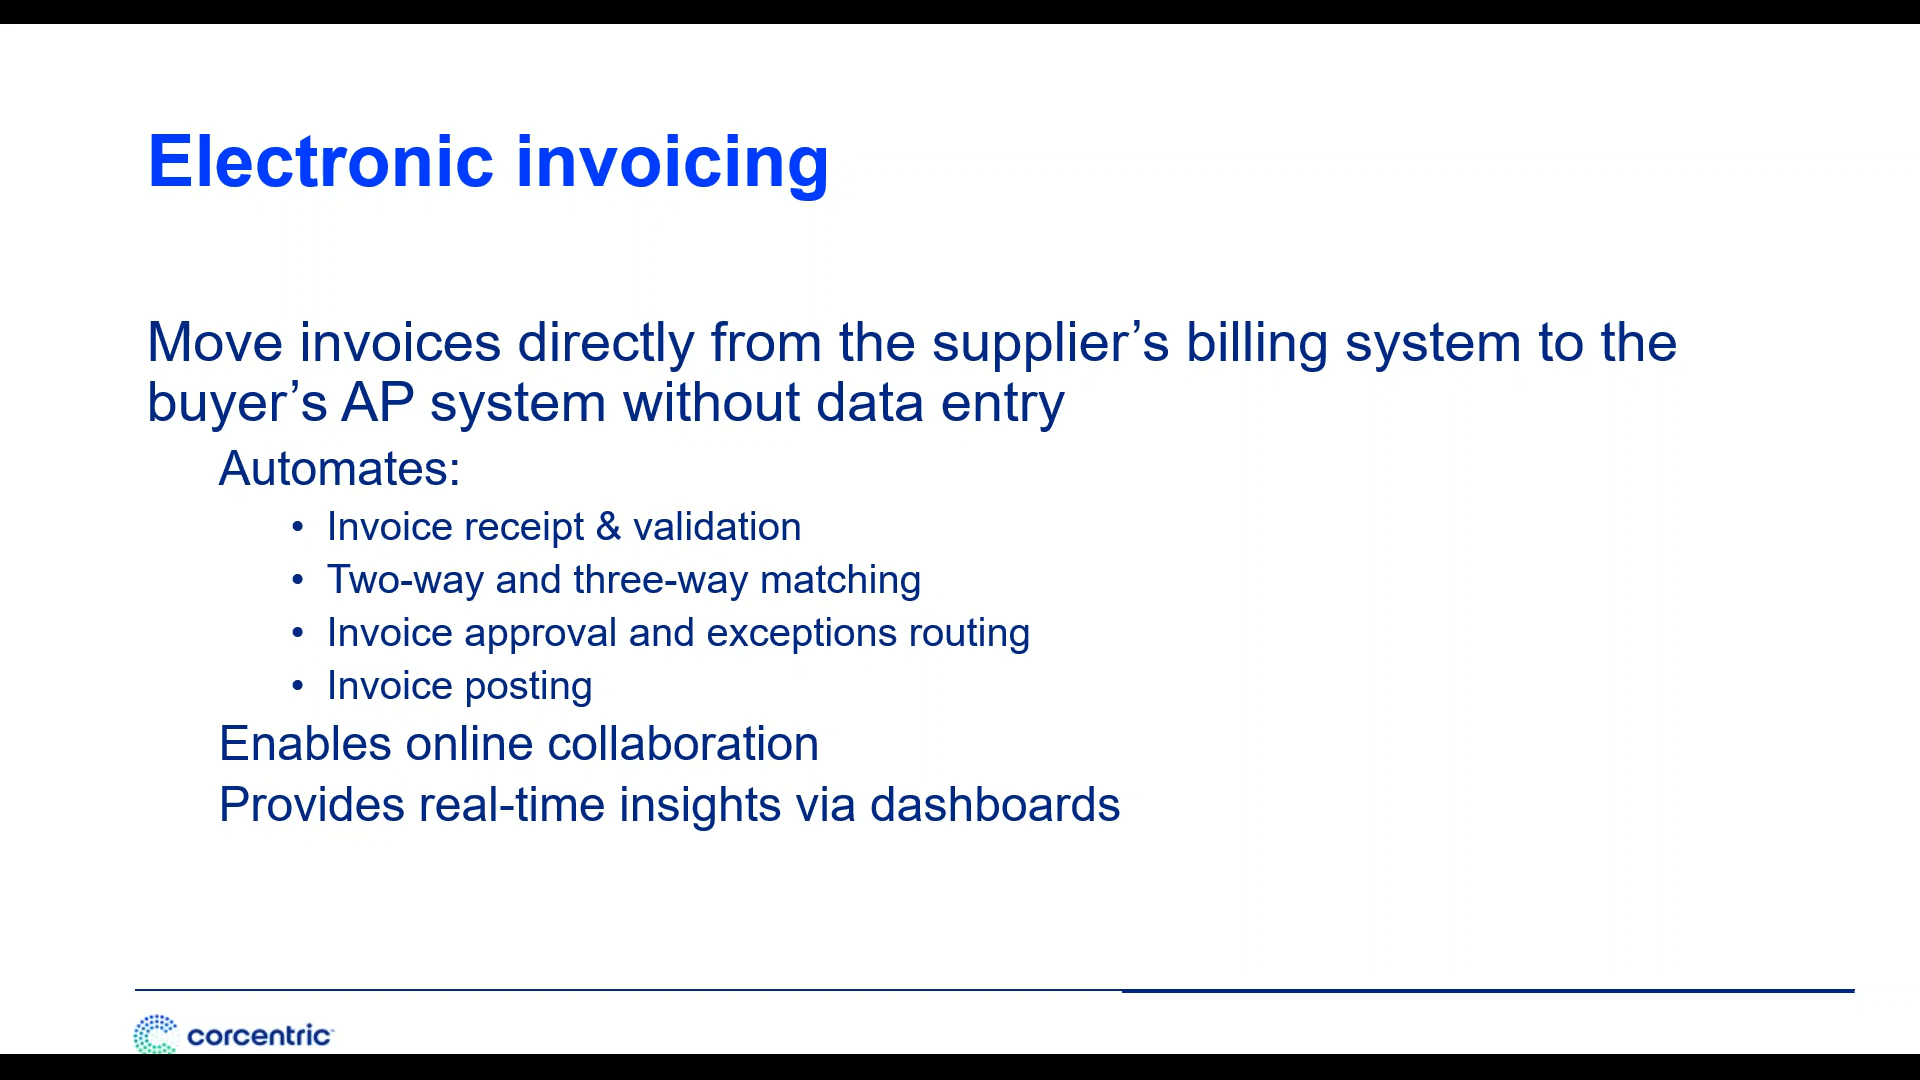 Electronic invoicing
Move invoices directly from the supplier’s billing system to the
buyer’s AP system without data entry
Automates:
• Invoice receipt & validation
• Two-way and three-way matching
• Invoice approval and exceptions routing
• Invoice posting
Enables online collaboration
Provides real-time insights via dashboards
corcentric